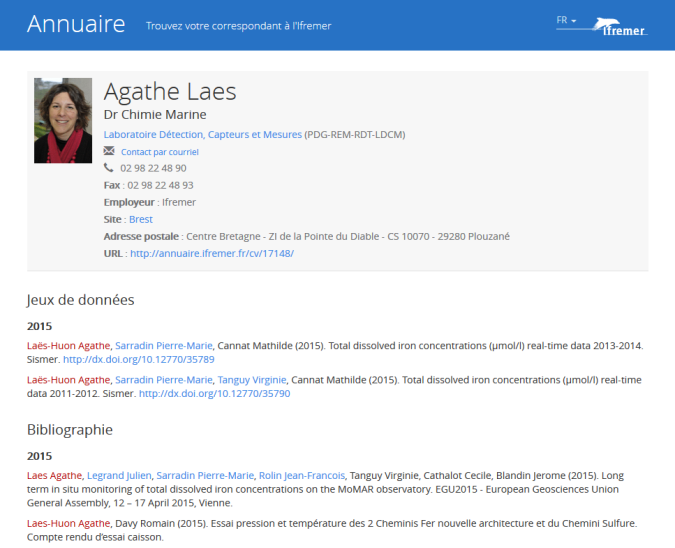 Annuaire
Trouvez votre correspondant à l'Ifremer
FR
Ifremer
Agathe Laes
Dr Chimie Marine
Laboratoire Détection, Capteurs et Mesures (PDG-REM-RDT-LDCM)
Contact par courriel
02 98 22 48 90
Fax : 02 98 22 48 93
Employeur : Ifremer
Site : Brest
Adresse postale : Centre Bretagne - ZI de la Pointe du Diable - CS 10070 - 29280 Plouzané
URL : http://annuaire.ifremer.fr/cv/17148/
Jeux de données
2015
Laës-Huon Agathe, Sarradin Pierre-Marie, Cannat Mathilde (2015). Total dissolved iron concentrations (µmol/l) real-time data 2013-2014.
Sismer. http://dx.doi.org/10.12770/35789
Laës-Huon Agathe, Sarradin Pierre-Marie, Tanguy Virginie, Cannat Mathilde (2015). Total dissolved iron concentrations (µmol/l) real-time
data 2011-2012. Sismer. http://dx.doi.org/10.12770/35790
Bibliographie
2015
Laes Agathe, Legrand Julien, Sarradin Pierre-Marie, Rolin Jean-Francois, Tanguy Virginie, Cathalot Cecile, Blandin Jerome (2015). Long
term in situ monitoring of total dissolved iron concentrations on the MoMAR observatory. EGU2015 - European Geosciences Union
General Assembly, 12 – 17 April 2015, Vienne.
Laes-Huon Agathe, Davy Romain (2015). Essai pression et température des 2 Cheminis Fer nouvelle architecture et du Chemini Sulfure.
Compte rendu d'essai caisson.